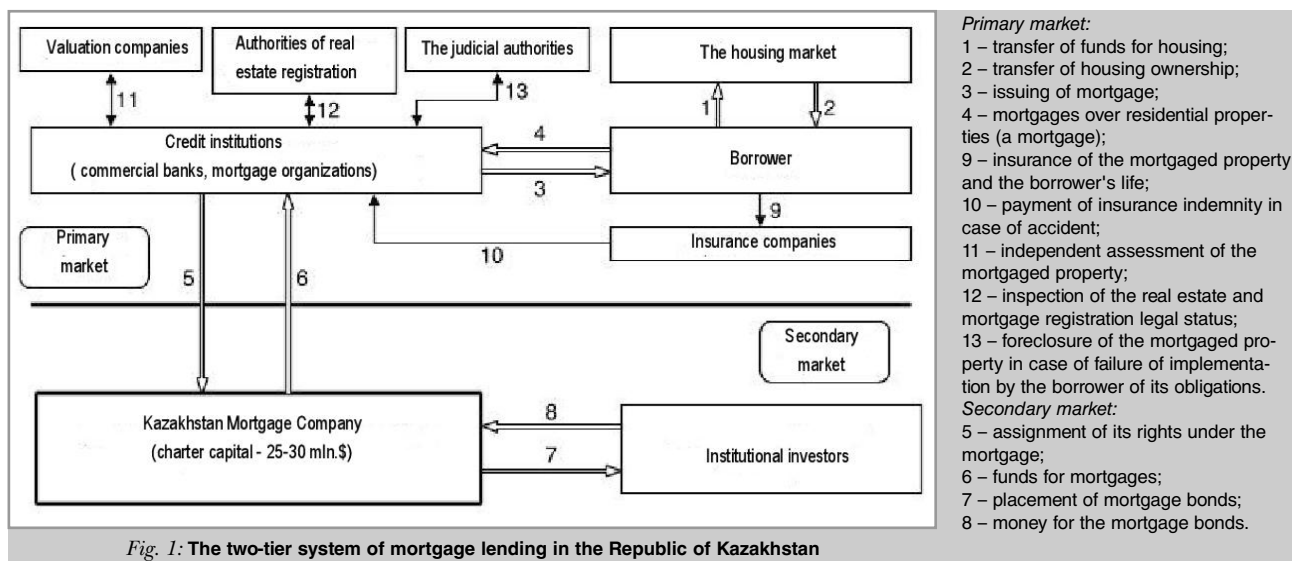 Valuation companies
Authorities of real
estate registration
The judicial authorities
The housing market
11
12
13
1
2
Credit institutions
( commercial banks, mortgage organizations)
4
3
Borrower
9
Primary
market
5
6
10
Insurance companies
Secondary
market
Kazakhstan Mortgage Company
(charter capital - 25-30 mln.$)
8
7
Institutional investors
Primary market:
1 – transfer of funds for housing;
2 – transfer of housing ownership;
3 – issuing of mortgage;
4 – mortgages over residential proper-
ties (a mortgage);
9 – insurance of the mortgaged property
and the borrower's life;
10 – payment of insurance indemnity in
case of accident;
11 – independent assessment of the
mortgaged property;
12 – inspection of the real estate and
mortgage registration legal status;
13 – foreclosure of the mortgaged pro-
perty in case of failure of implementa-
tion by the borrower of its obligations.
Secondary market:
5 – assignment of its rights under the
mortgage;
6 – funds for mortgages;
7 – placement of mortgage bonds;
8 – money for the mortgage bonds.
Fig. 1: The two-tier system of mortgage lending in the Republic of Kazakhstan